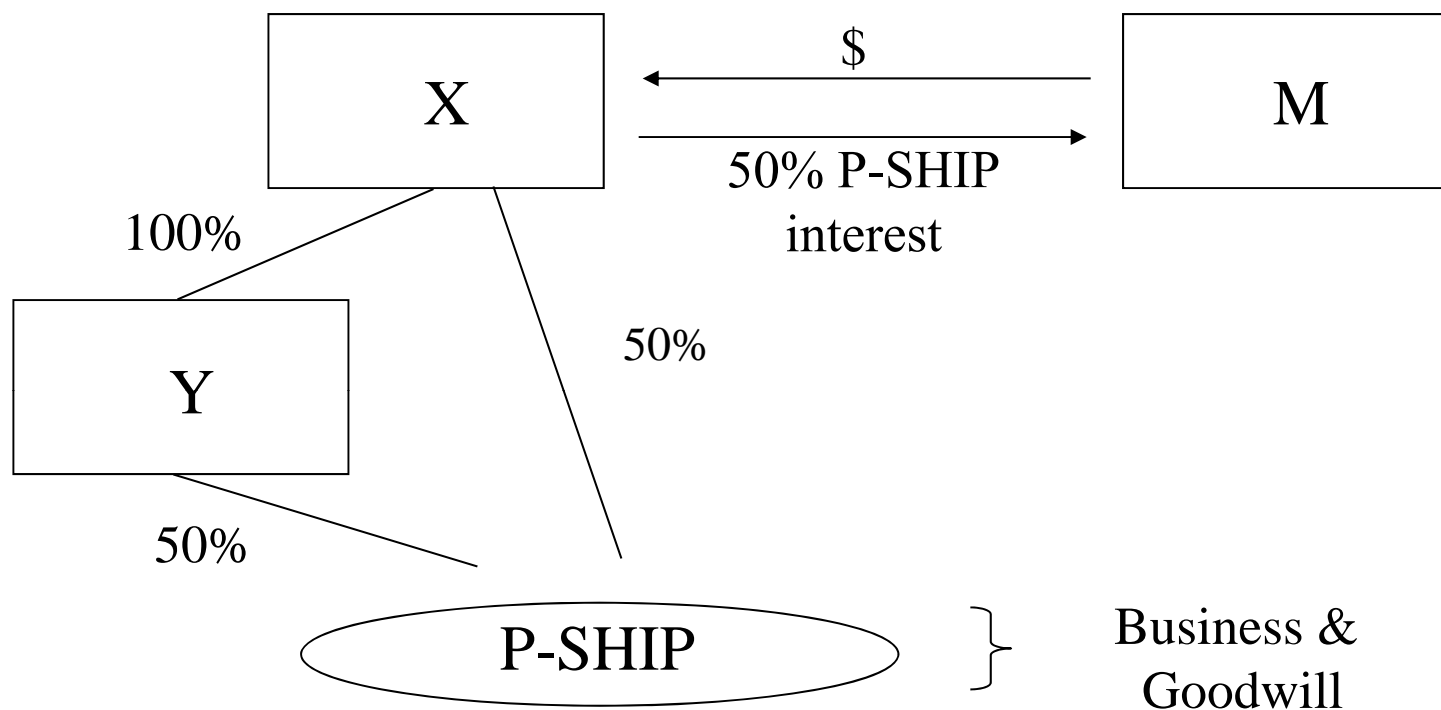 $
X
M
50% P-SHIP
interest
100%
50%
Y
50%
P-SHIP
Business &
Goodwill